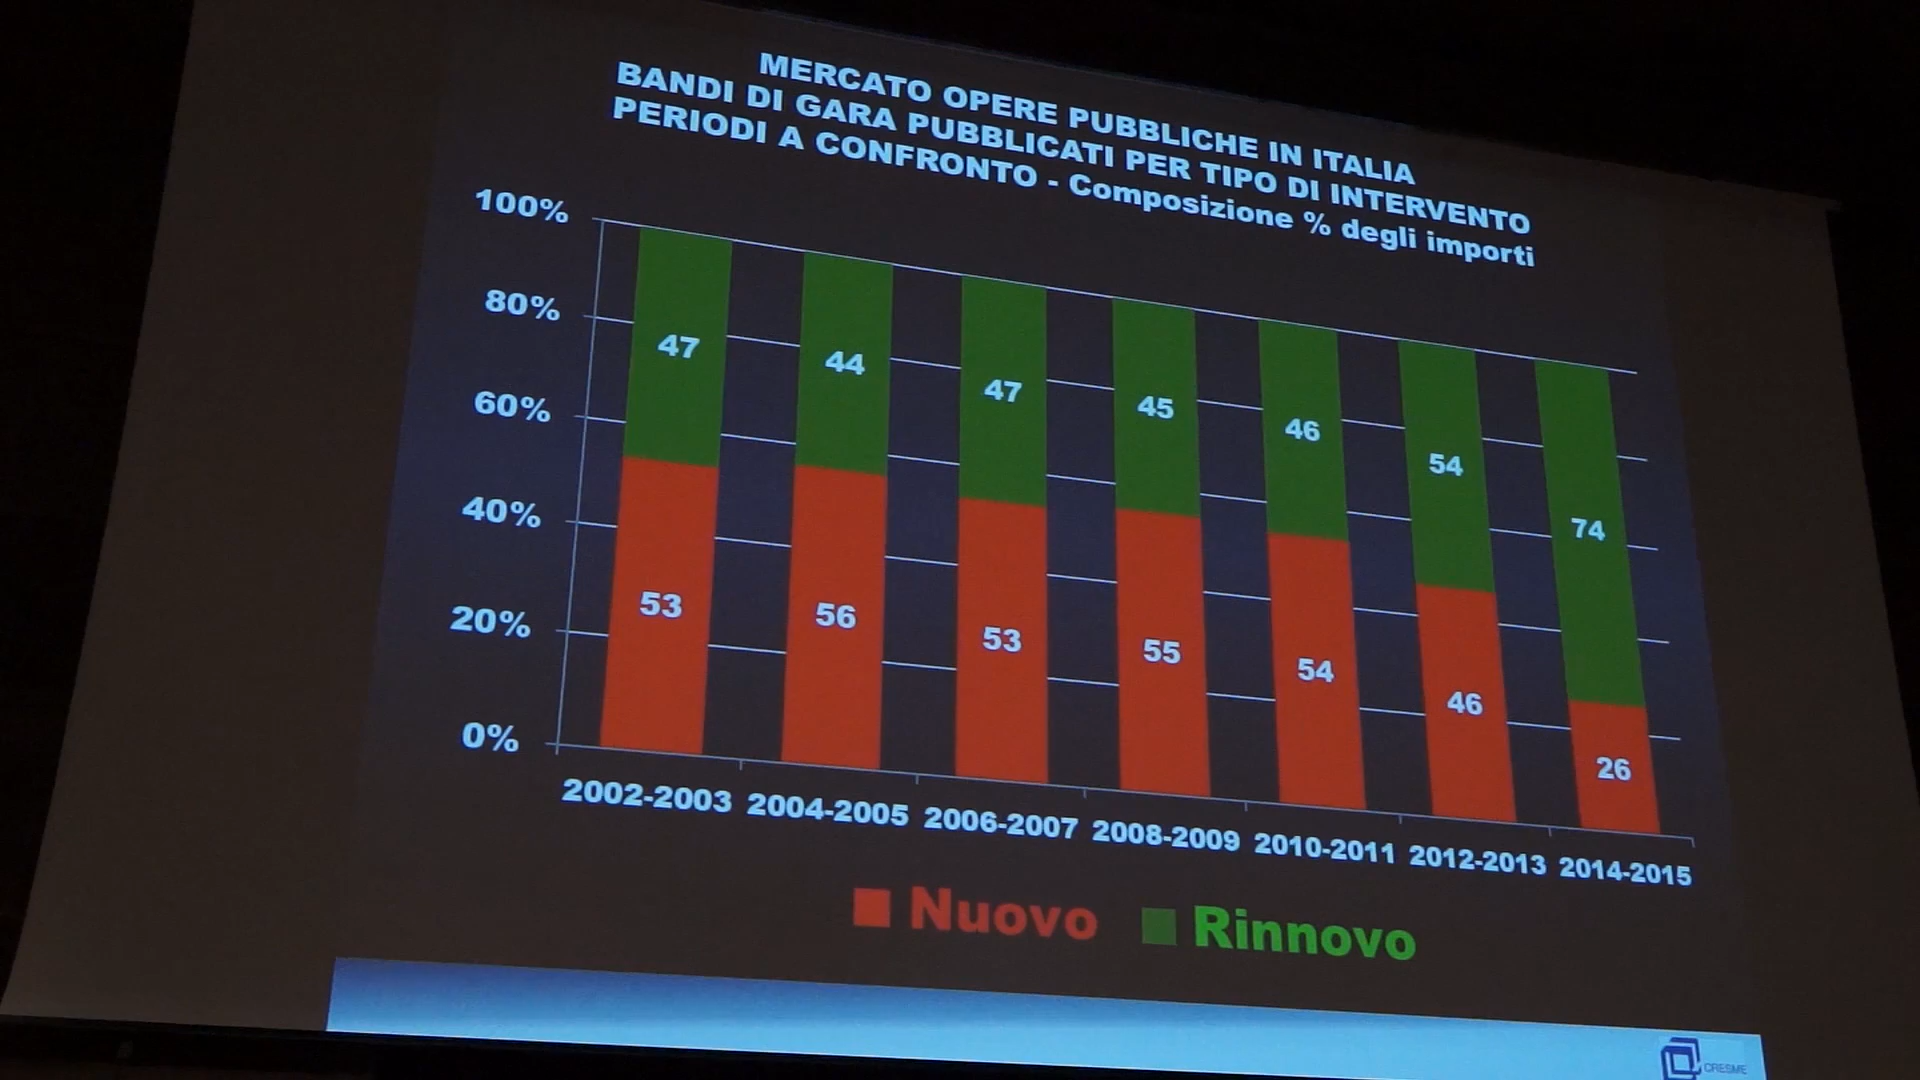 MERCATO OPERE PUBBLICHE IN ITALIA
BANDI DI GARA PUBBLICATI PER TIPO DI INTERVENTO
PERIODI A CONFRONTO - Composizione % degli importi
100%
80%
60%
40%
20%
0%
47 44 47 45 46 54 74
53 56 53 55 54 46 26
2002-2003 2004-2005 2006-2007 2008-2009 2010-2011 2012-2013 2014-2015
Nuovo Rinnovo
CRESME